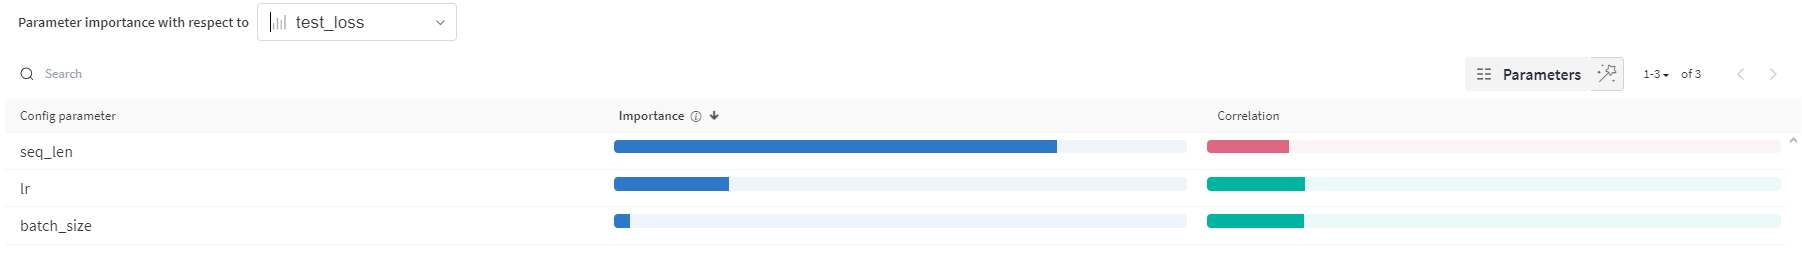 Parameter importance with respect to test_loss
Search Parameters 1-3 of 3
Config parameter Importance Correlation
seq_len
lr
batch_size